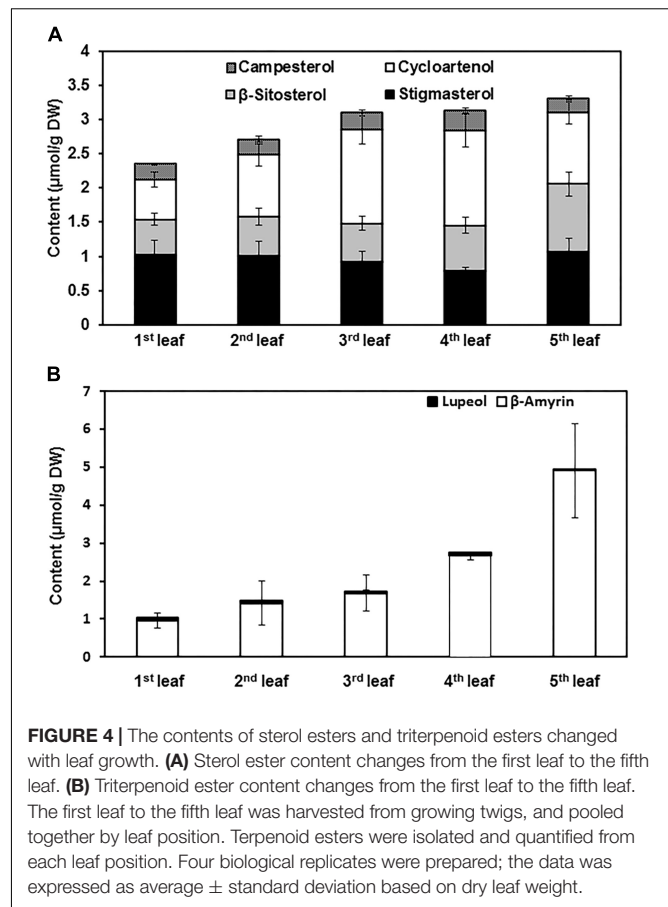 A
Content (µmol/g DW)
4
3.5
3
2.5
2
1.5
1
0.5
0
Campesterol Cycloartenol
β-Sitosterol Stigmasterol
1st leaf 2nd leaf 3rd leaf 4th leaf 5th leaf
B
Content (µmol/g DW)
7
6
5
4
3
2
1
0
Lupeol β-Amyrin
1st leaf 2nd leaf 3rd leaf 4th leaf 5th leaf
FIGURE 4 | The contents of sterol esters and triterpenoid esters changed
with leaf growth. (A) Sterol ester content changes from the first leaf to the fifth
leaf. (B) Triterpenoid ester content changes from the first leaf to the fifth leaf.
The first leaf to the fifth leaf was harvested from growing twigs, and pooled
together by leaf position. Terpenoid esters were isolated and quantified from
each leaf position. Four biological replicates were prepared; the data was
expressed as average ± standard deviation based on dry leaf weight.